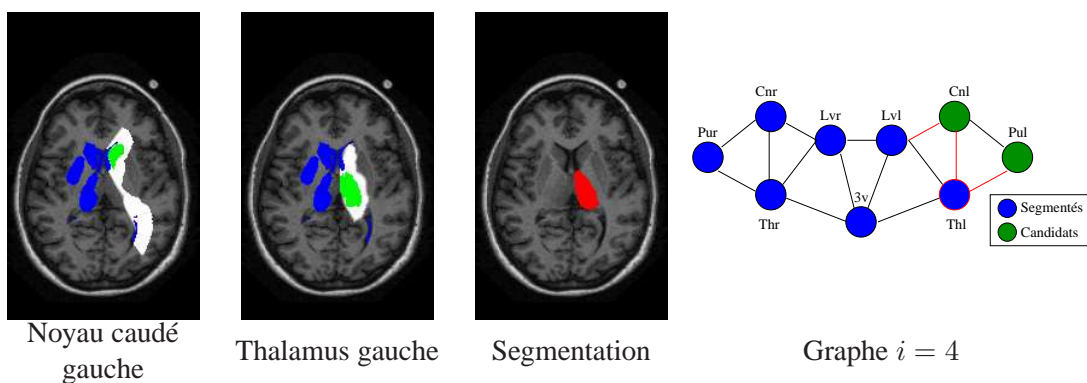 Cnr
Cnl
Lvr
Lvl
Pur
Pul
3v
Thr
Thl
Segmentés
Candidats
Noyau caudé
gauche
Thalamus gauche
Segmentation
Graphe i = 4